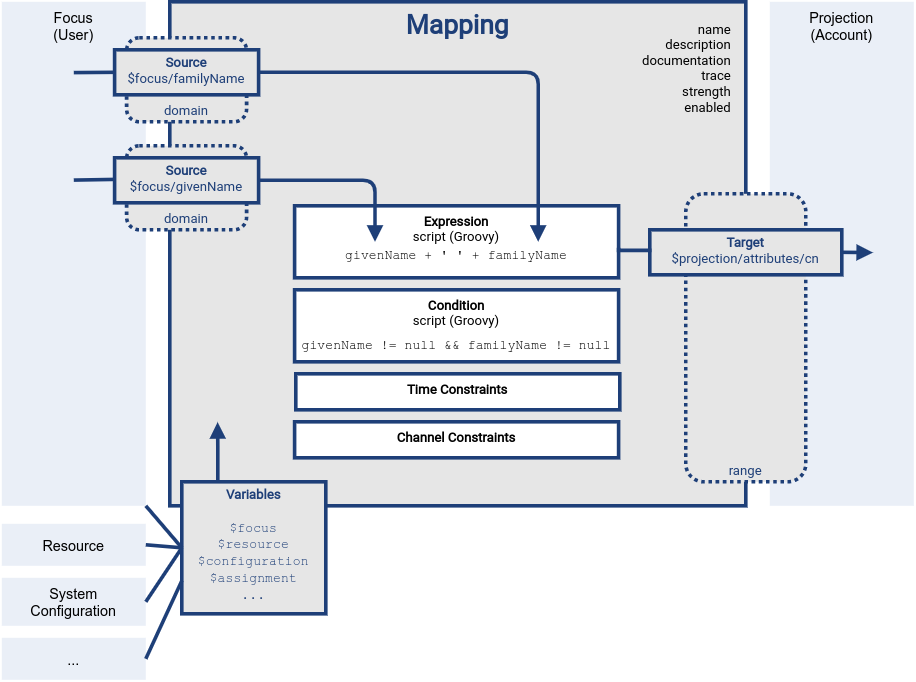 Focus
(User)
Mapping
Projection
(Account)
name
description
documentation
trace
strength
enabled
Source
$focus/familyName
domain
Source
$focus/givenName
domain
Expression
script (Groovy)
givenName + ' ' + familyName
Target
$projection/attributes/cn
Condition
script (Groovy)
givenName != null && familyName != null
Time Constraints
Channel Constraints
range
Variables
$focus
$resource
$configuration
$assignment
...
Resource
System
Configuration
...